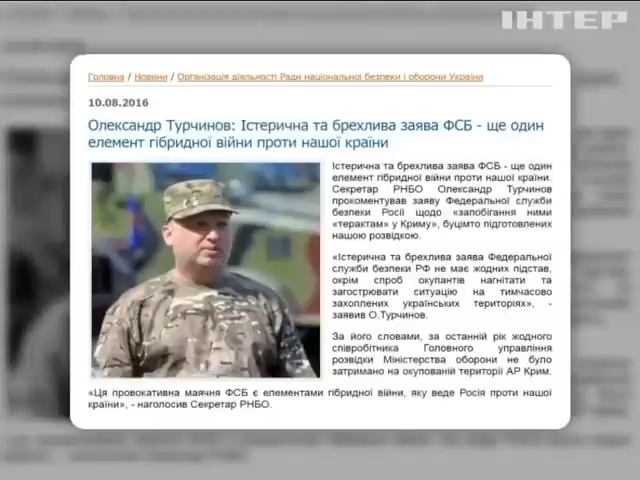 ІНТЕР
Головна / Новини / Організація діяльності Ради національної безпеки і оборони України
10.08.2016
Олександр Турчинов: Істерична та брехлива заява ФСБ - ще один
елемент гібридної війни проти нашої країни
Істерична та брехлива заява ФСБ - ще один
елемент гібридної війни проти нашої країни.
Секретар РНБО Олександр Турчинов
прокоментував заяву Федеральної служби
безпеки Росії щодо «запобігання ними
«терактам» у Криму», буцімто підготовлених
нашою розвідкою.
«Істерична та брехлива заява Федеральної
служби безпеки РФ не має жодних підстав,
окрім спроб окупантів нагнітати та
загострювати ситуацію на тимчасово
захоплених українських територіях», -
заявив О.Турчинов.
За його словами, за останній рік жодного
співробітника Головного управління
розвідки Міністерства оборони не було
затримано на окупованій території АР Крим.
«Ця провокативна маячня ФСБ є елементами гібридної війни, яку веде Росія проти нашої
країни», - наголосив Секретар РНБО.